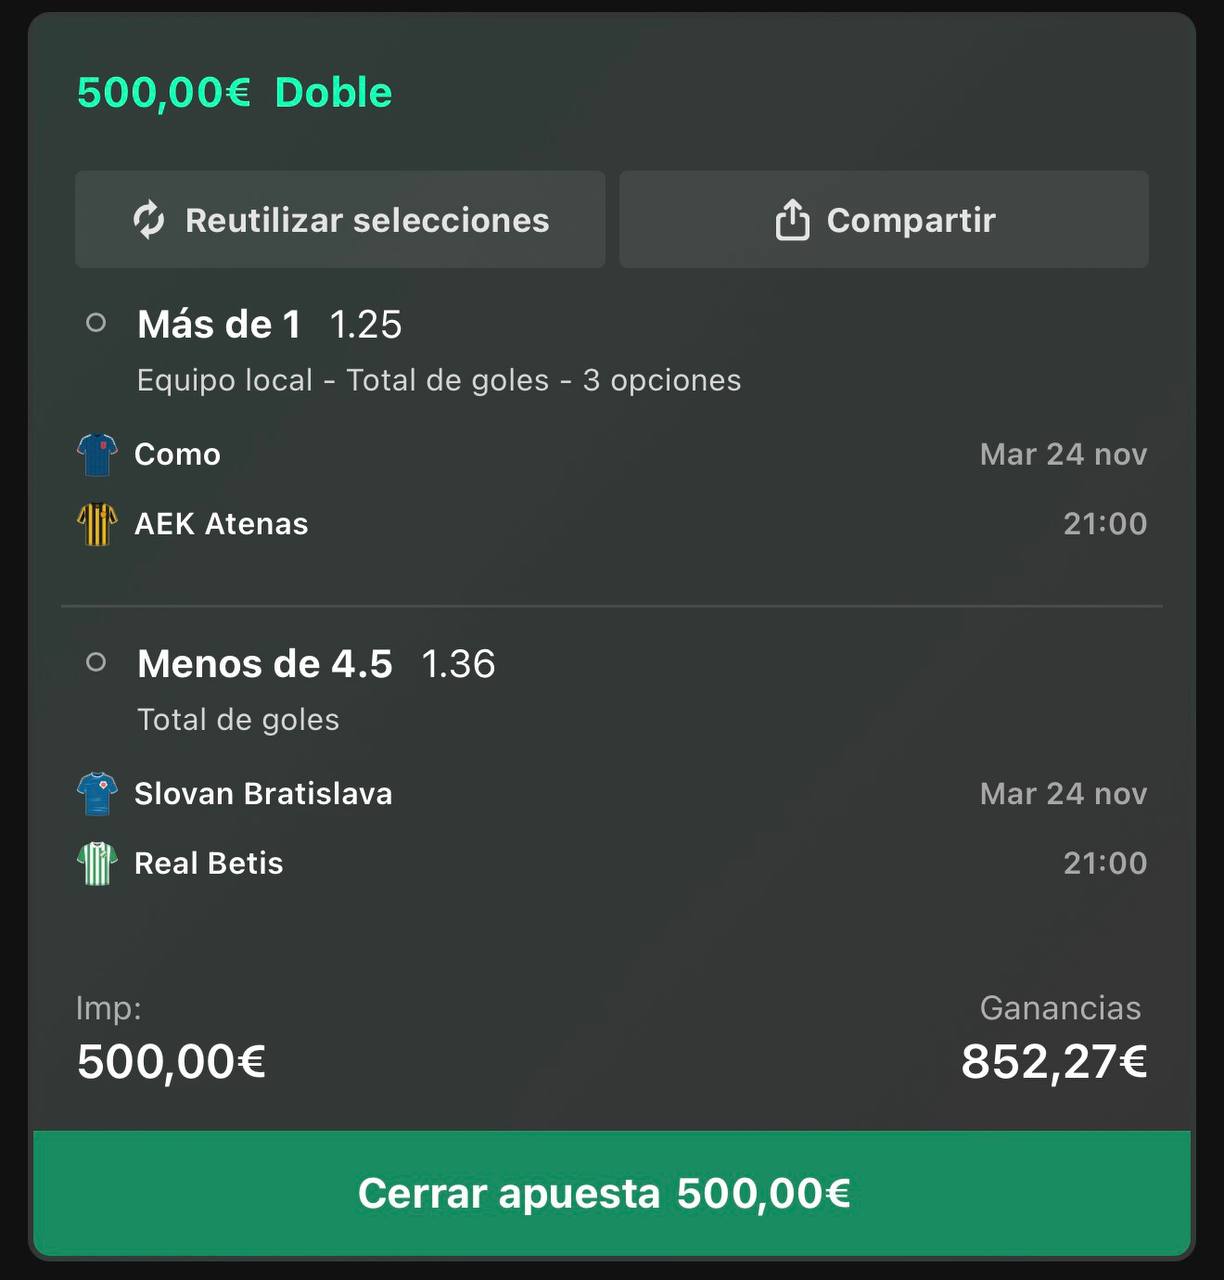 500,00€ Doble
Reutilizar selecciones
Compartir
Más de 1 1.25
Equipo local - Total de goles - 3 opciones
Como Mar 24 nov
AEK Atenas 21:00
Menos de 4.5 1.36
Total de goles
Slovan Bratislava Mar 24 nov
Real Betis 21:00
Imp: Ganancias
500,00€ 852,27€
Cerrar apuesta 500,00€